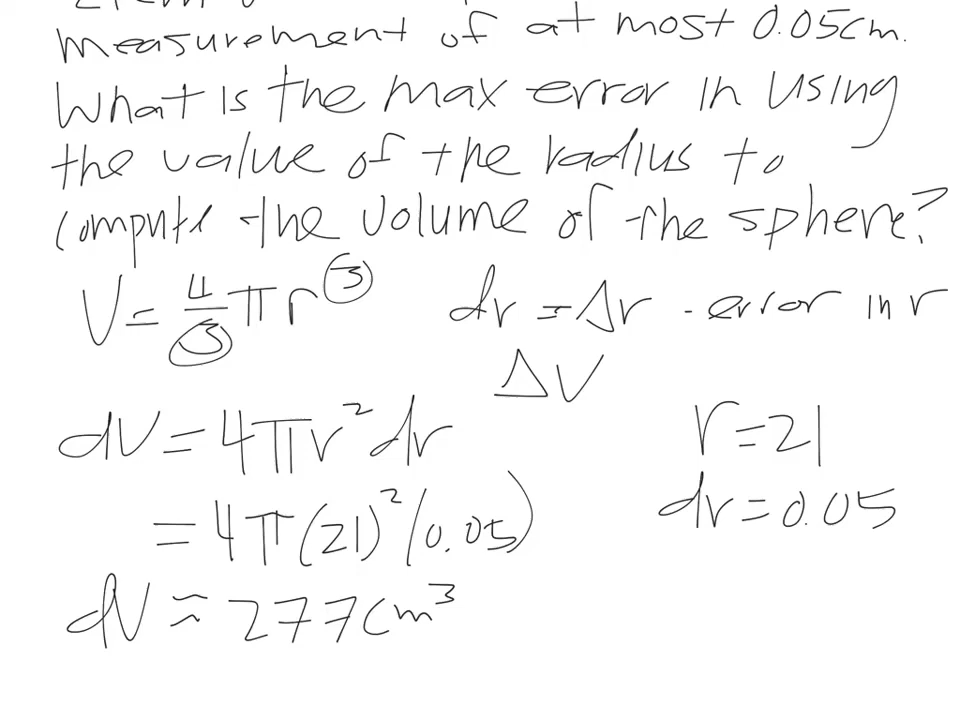 measurement of at most 0.05cm.
What is the max error in using
the value of the radius to
compute the volume of the sphere?
V = 4/3 πr³ dr = Δr - error in r
ΔV
dV = 4πr² dr r = 21
= 4π(21)²(0.05) dr = 0.05
dV ≈ 277cm³